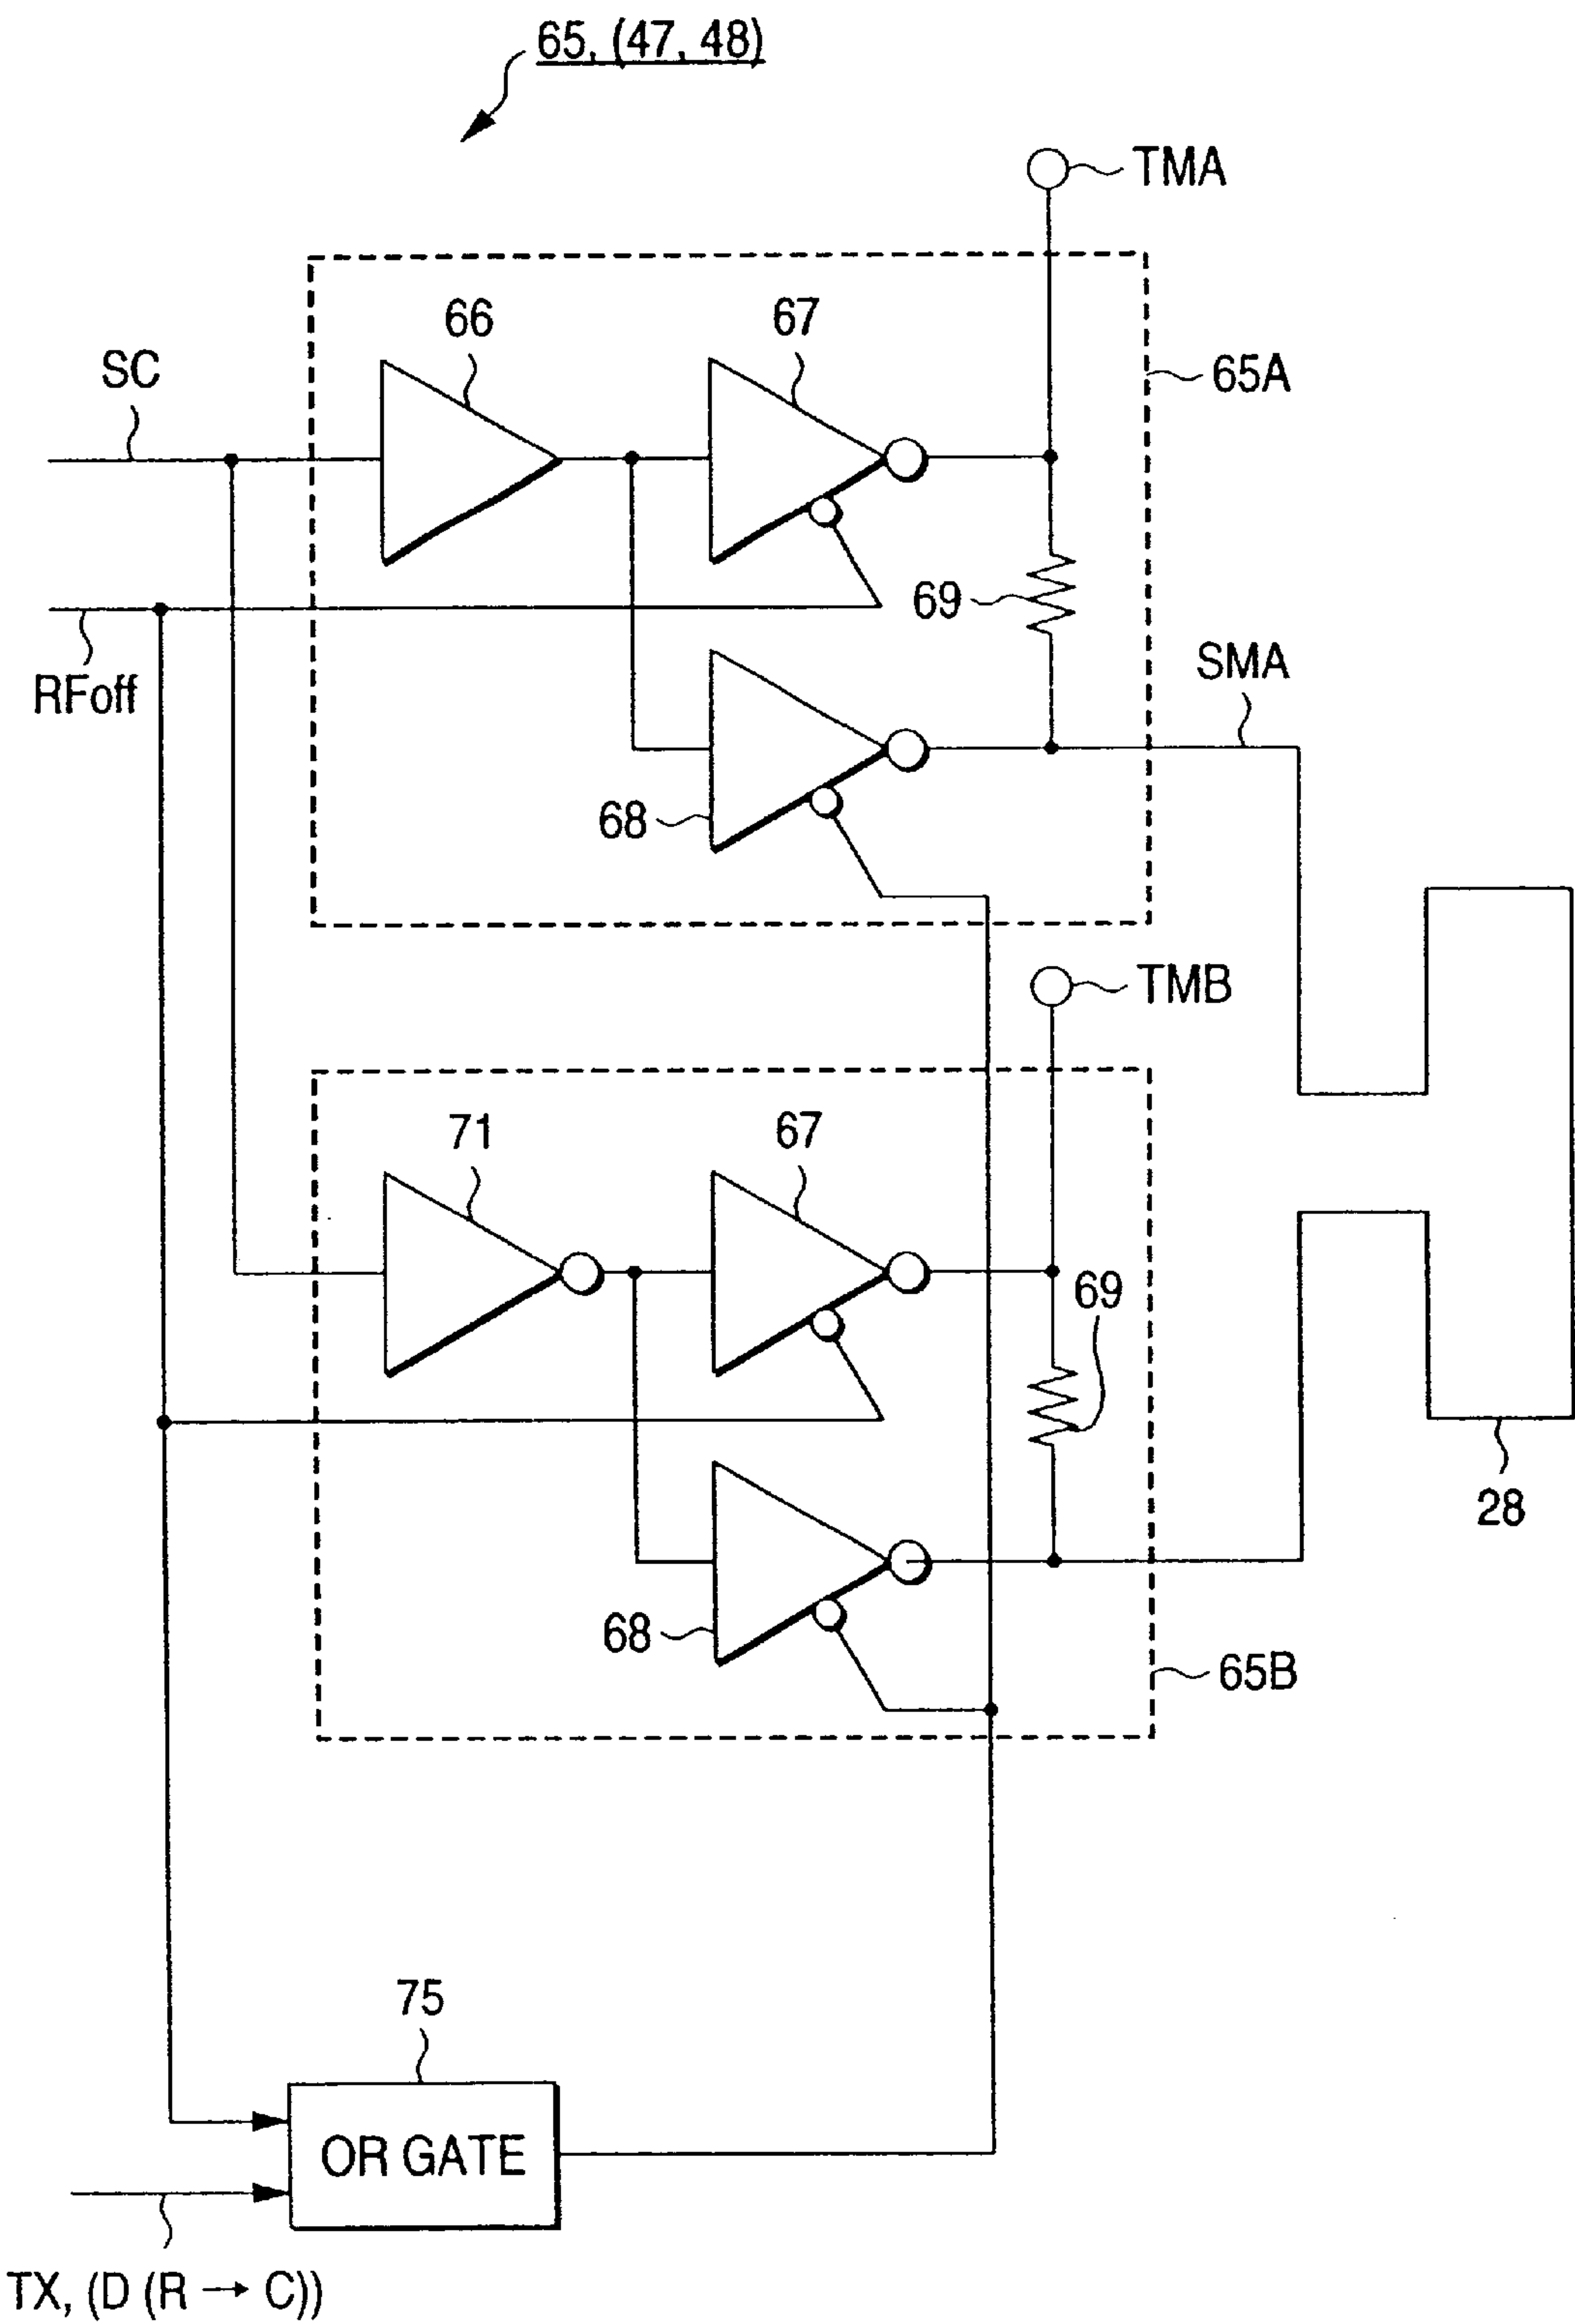 65, (47, 48)
TMA
66
67
SC
65A
69
RFoff
SMA
68
TMB
71
67
69
28
68
65B
75
OR GATE
TX, (D (R → C))